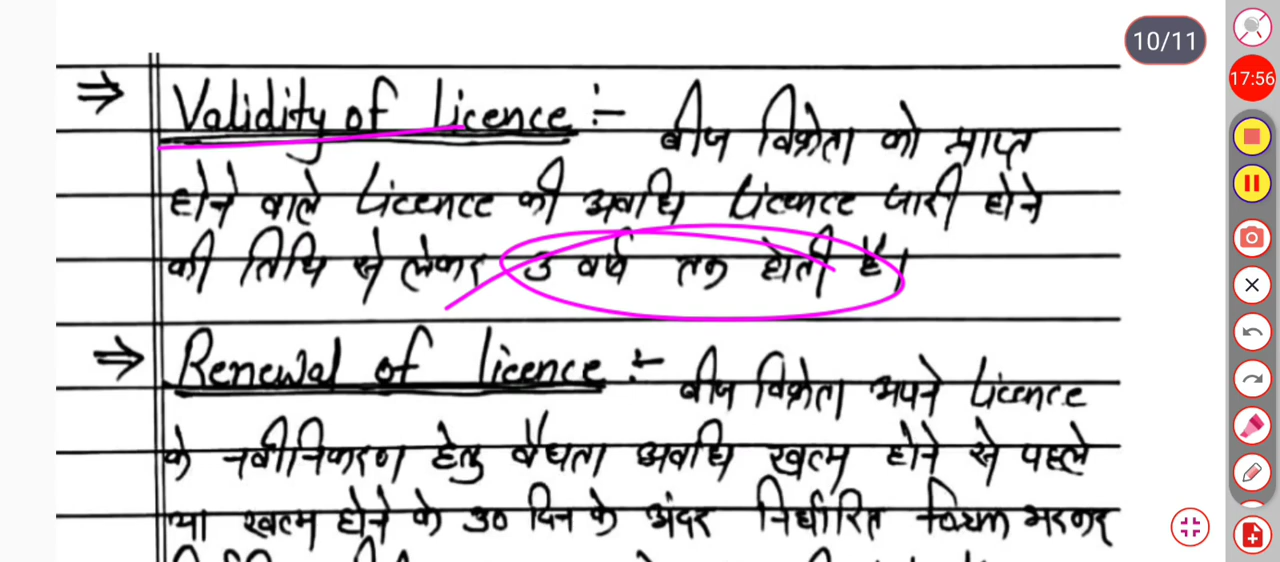 10/11
17:56
⇒ Validity of licence :- बीज विक्रेता को प्राप्त
होने वाले Licence की अवधि Licence जारी होने
की तिथि से लेकर 3 वर्ष तक होती है।
⇒ Renewal of licence :- बीज विक्रेता अपने Licence
के नवीनिकरण हेतु वैधता अवधि खत्म होने से पहले
या खत्म होने के 30 दिन के अंदर निर्धारित भरकर